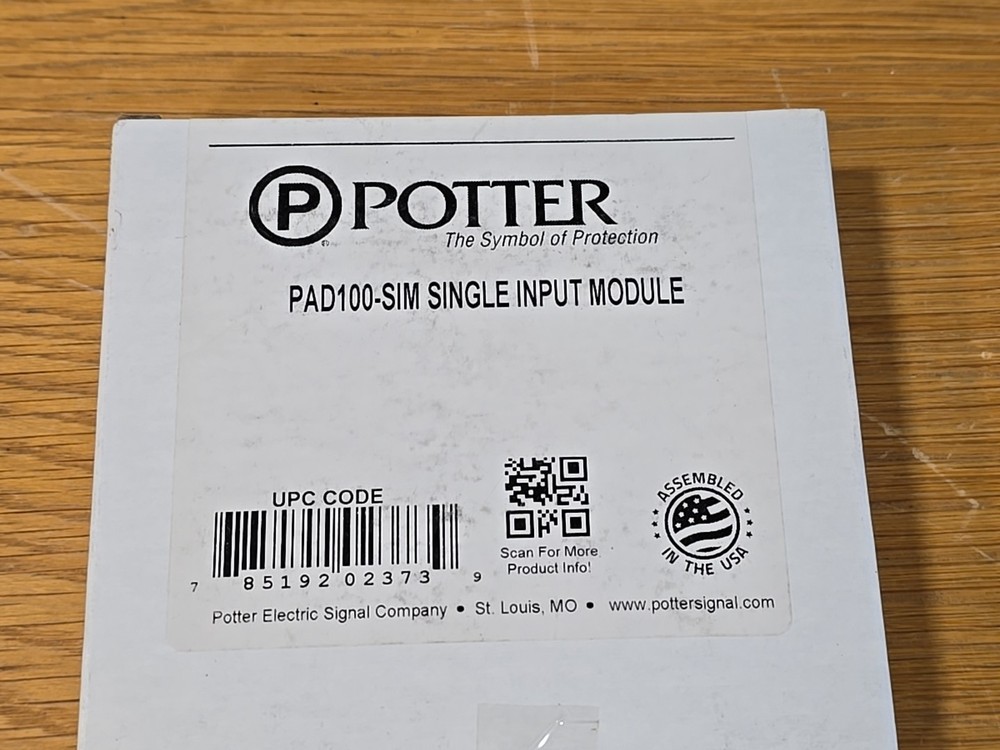 P POTTER
®
The Symbol of Protection
PAD100-SIM SINGLE INPUT MODULE
UPC CODE
7 85192 02373 9
Scan For More
Product Info!
ASSEMBLED
IN THE USA
Potter Electric Signal Company • St. Louis, MO • www.pottersignal.com